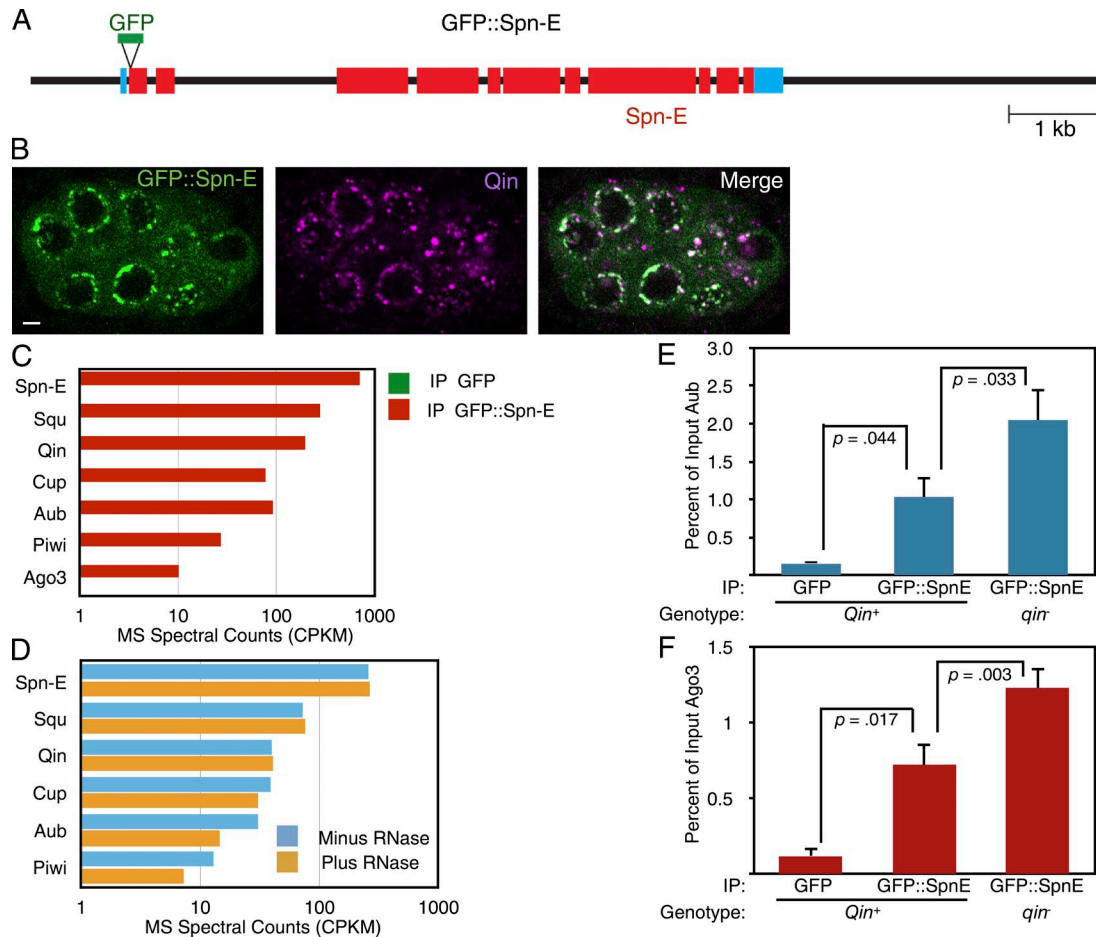 A
GFP
GFP::Spn-E
Spn-E
1 kb
B
GFP::Spn-E
Qin
Merge
C
Spn-E
Squ
Qin
Cup
Aub
Piwi
Ago3
IP GFP
IP GFP::Spn-E
1 10 100 1000
MS Spectral Counts (CPKM)
D
Spn-E
Squ
Qin
Cup
Aub
Piwi
Minus RNase
Plus RNase
1 10 100 1000
MS Spectral Counts (CPKM)
E
Percent of Input Aub
3.0
2.5
2.0
1.5
1.0
0.5
p = .044
p = .033
IP: GFP GFP::SpnE GFP::SpnE
Genotype: Qin+ qin-
F
Percent of Input Ago3
1.5
1
0.5
p = .017
p = .003
IP: GFP GFP::SpnE GFP::SpnE
Genotype: Qin+ qin-